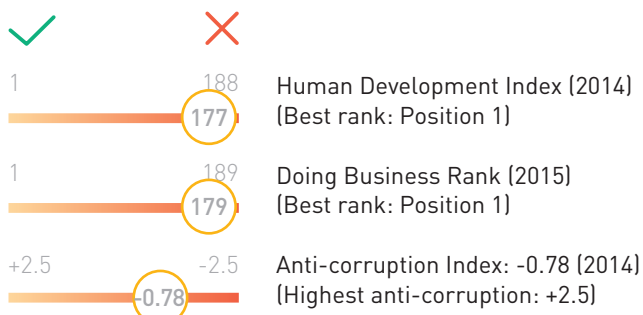 1 188
177
Human Development Index (2014)
(Best rank: Position 1)
1 189
179
Doing Business Rank (2015)
(Best rank: Position 1)
+2.5 -2.5
-0.78
Anti-corruption Index: -0.78 (2014)
(Highest anti-corruption: +2.5)